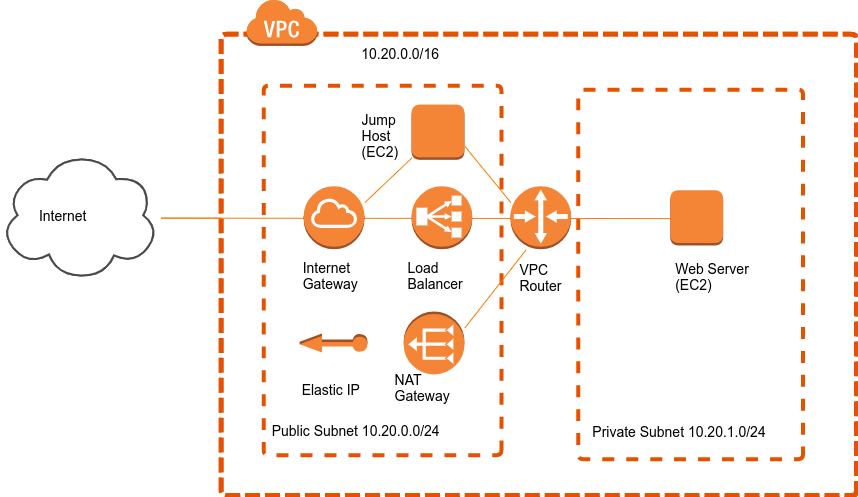 VPC
10.20.0.0/16
Jump
Host
(EC2)
Internet
Internet
Gateway
Load
Balancer
VPC
Router
Web Server
(EC2)
Elastic IP
NAT
Gateway
Public Subnet 10.20.0.0/24
Private Subnet 10.20.1.0/24